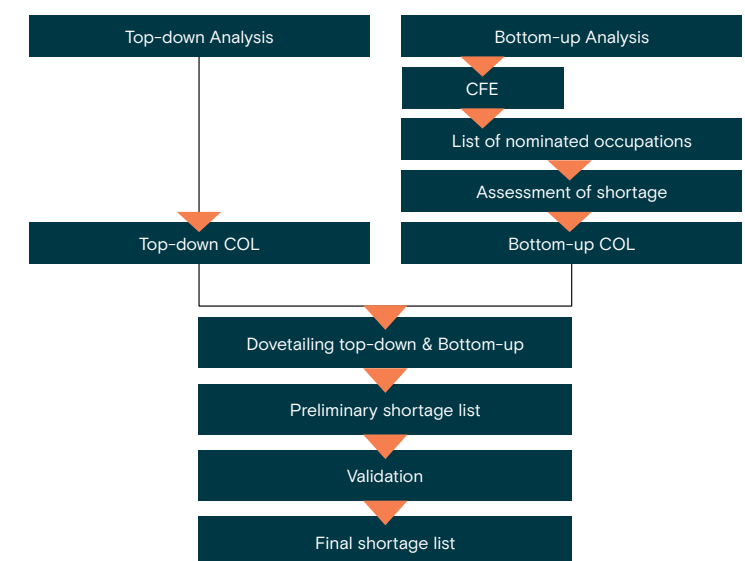 Top-down Analysis
Bottom-up Analysis
CFE
List of nominated occupations
Assessment of shortage
Top-down COL
Bottom-up COL
Dovetailing top-down & Bottom-up
Preliminary shortage list
Validation
Final shortage list